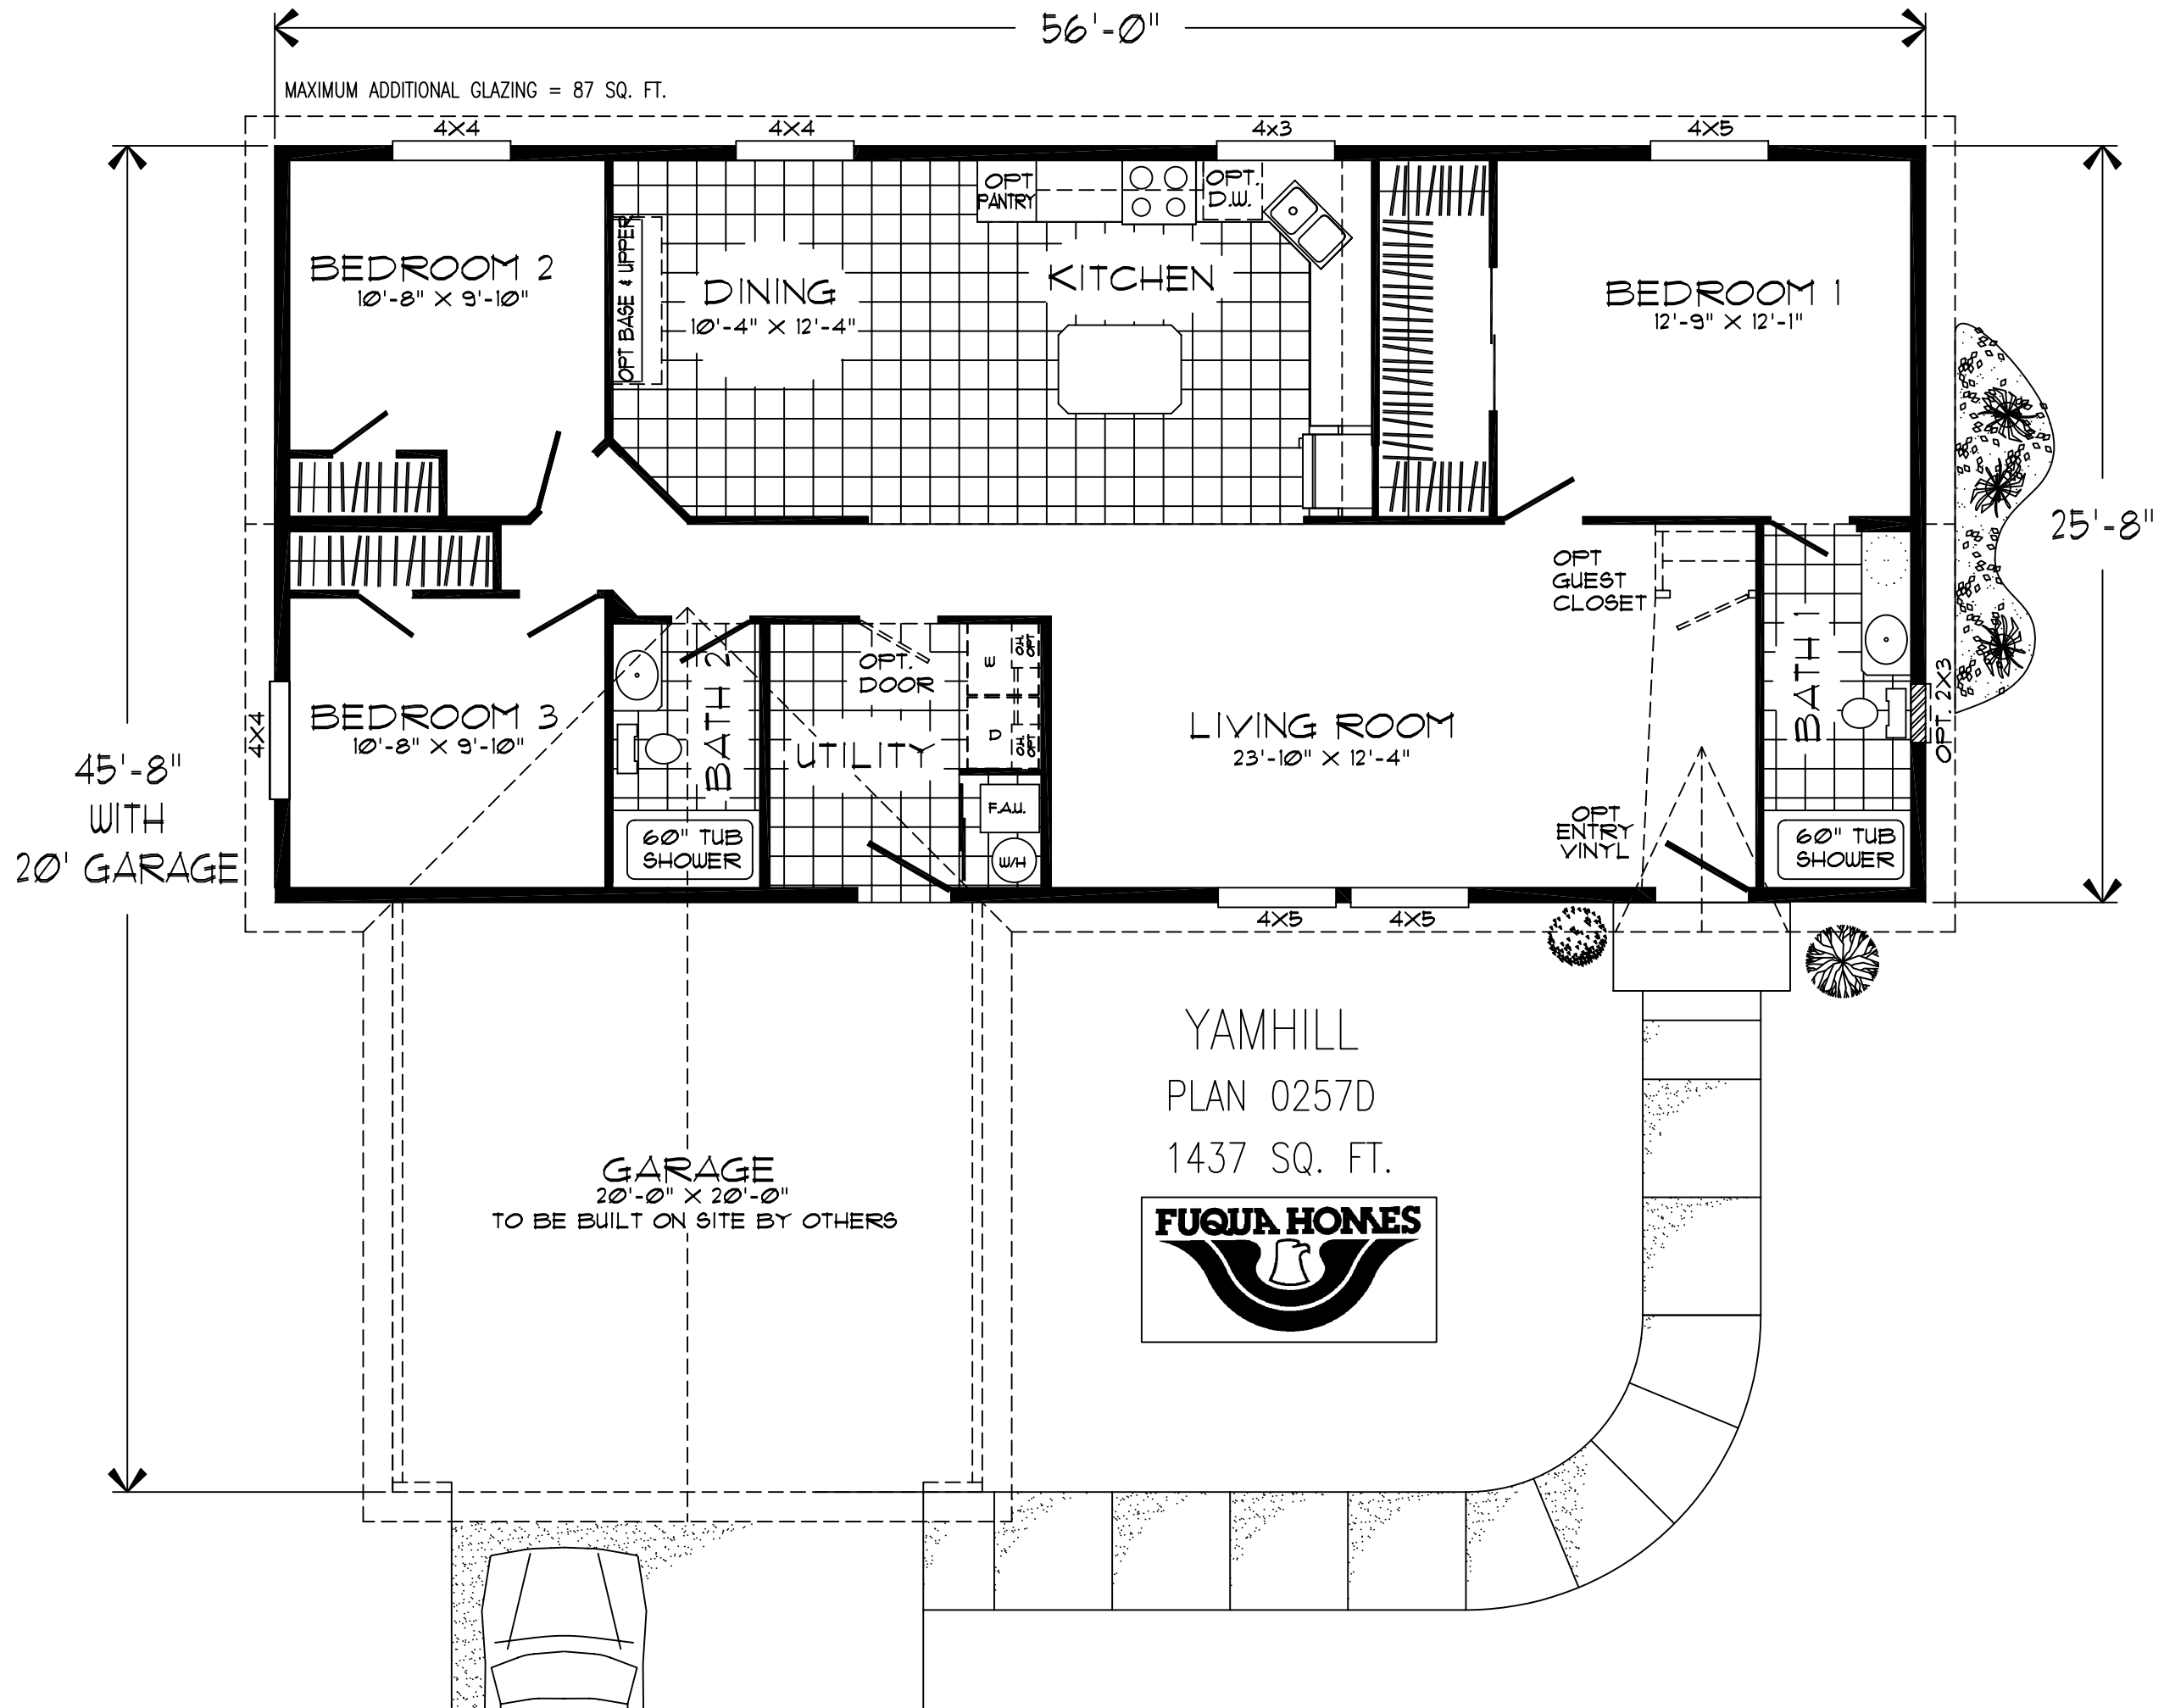 56'-0"
MAXIMUM ADDITIONAL GLAZING = 87 SQ. FT.
4X4
4X4
4x3
4X5
OPT
PANTRY
OPT.
D.W.
BEDROOM 2
10'-8" X 9'-10"
OPT BASE & UPPER
DINING
10'-4" X 12'-4"
KITCHEN
BEDROOM 1
12'-9" X 12'-1"
25'-8"
OPT
GUEST
CLOSET
BEDROOM 3
10'-8" X 9'-10"
4X4
BATH 2
OPT.
DOOR
UTILITY
W
D
OPT
O.H.
OPT
O.H.
F.A.U.
W/H
LIVING ROOM
23'-10" X 12'-4"
BATH 1
OPT. 2X3
45'-8"
WITH
20' GARAGE
60" TUB
SHOWER
OPT
ENTRY
VINYL
60" TUB
SHOWER
4X5
4X5
YAMHILL
PLAN 0257D
1437 SQ. FT.
GARAGE
20'-0" X 20'-0"
TO BE BUILT ON SITE BY OTHERS
FUQUA HOMES